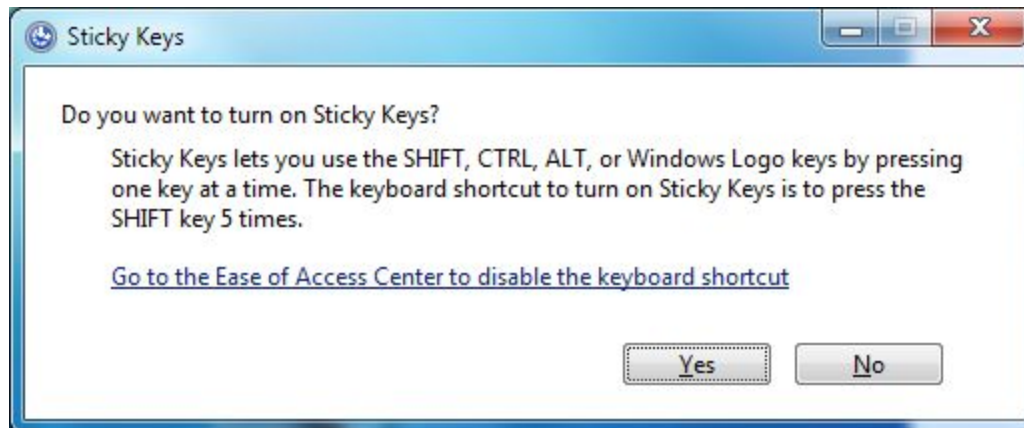 Sticky Keys
Do you want to turn on Sticky Keys?
Sticky Keys lets you use the SHIFT, CTRL, ALT, or Windows Logo keys by pressing
one key at a time. The keyboard shortcut to turn on Sticky Keys is to press the
SHIFT key 5 times.
Go to the Ease of Access Center to disable the keyboard shortcut
Yes
No